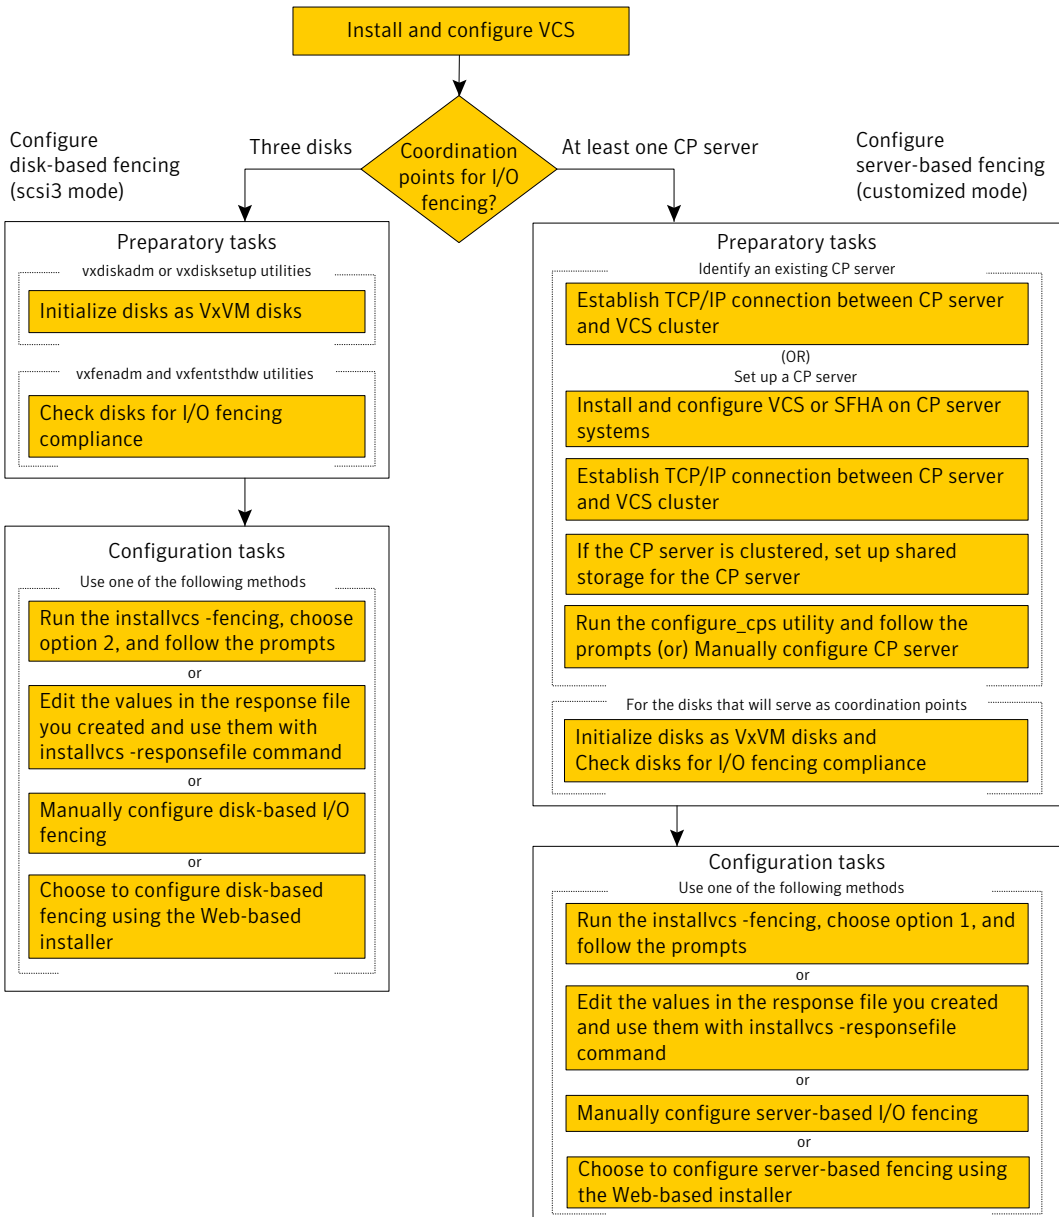 Install and configure VCS
Coordination
points for I/O
fencing?
Three disks
At least one CP server
Configure
disk-based fencing
(scsi3 mode)
Preparatory tasks
vxdiskadm or vxdisksetup utilities
Initialize disks as VxVM disks
vxfenadm and vxfentsthdw utilities
Check disks for I/O fencing
compliance
Configuration tasks
Use one of the following methods
Run the installvcs -fencing, choose
option 2, and follow the prompts
or
Edit the values in the response file
you created and use them with
installvcs -responsefile command
or
Manually configure disk-based I/O
fencing
or
Choose to configure disk-based
fencing using the Web-based
installer
Configure
server-based fencing
(customized mode)
Preparatory tasks
Identify an existing CP server
Establish TCP/IP connection between CP server
and VCS cluster
(OR)
Set up a CP server
Install and configure VCS or SFHA on CP server
systems
Establish TCP/IP connection between CP server
and VCS cluster
If the CP server is clustered, set up shared
storage for the CP server
Run the configure_cps utility and follow the
prompts (or) Manually configure CP server
For the disks that will serve as coordination points
Initialize disks as VxVM disks and
Check disks for I/O fencing compliance
Configuration tasks
Use one of the following methods
Run the installvcs -fencing, choose option 1, and
follow the prompts
or
Edit the values in the response file you created
and use them with installvcs -responsefile
command
or
Manually configure server-based I/O fencing
or
Choose to configure server-based fencing using
the Web-based installer